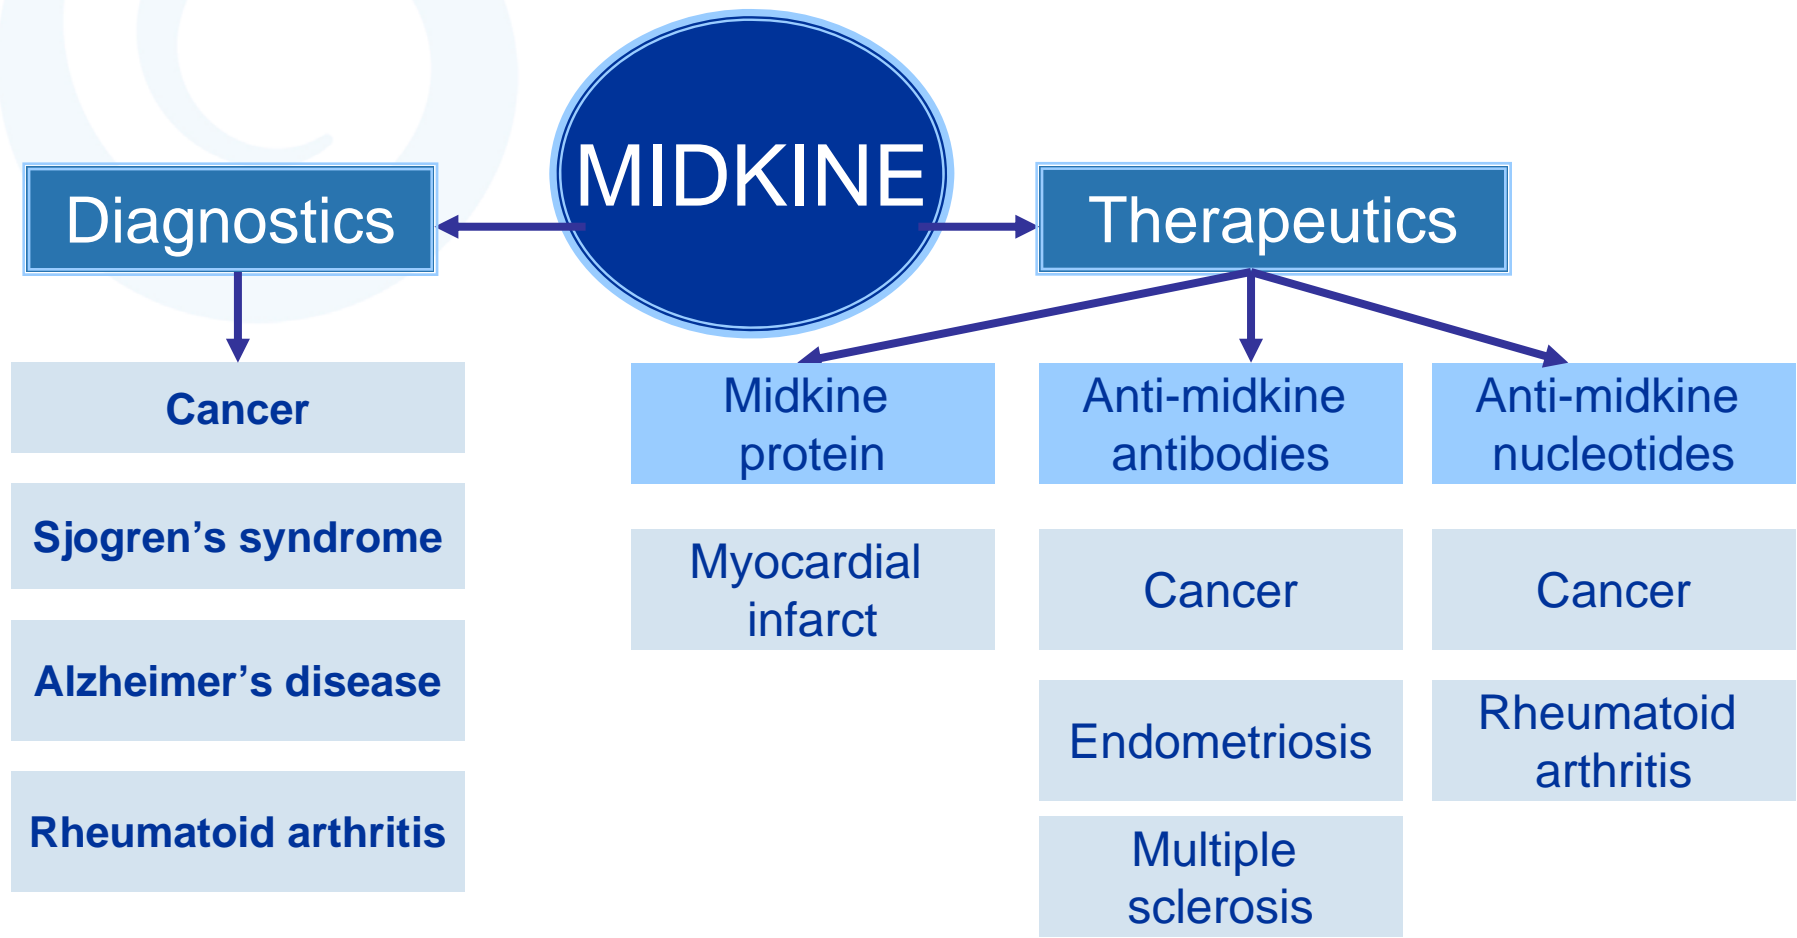 MIDKINE
Diagnostics
Therapeutics
Cancer
Sjogren’s syndrome
Alzheimer’s disease
Rheumatoid arthritis
Midkine
protein
Myocardial
infarct
Anti-midkine
antibodies
Cancer
Endometriosis
Multiple
sclerosis
Anti-midkine
nucleotides
Cancer
Rheumatoid
arthritis